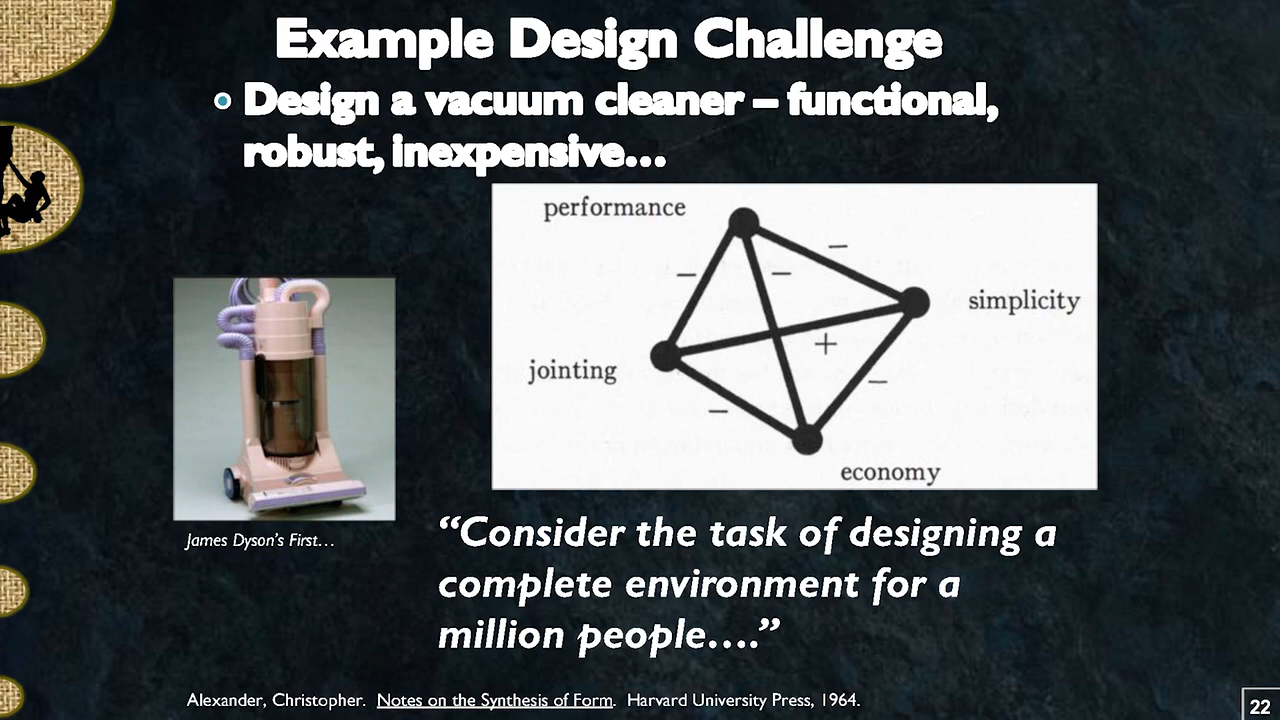 Example Design Challenge
Design a vacuum cleaner – functional,
robust, inexpensive…
performance
–
–
–
simplicity
+
jointing
–
–
economy
James Dyson's First…
“Consider the task of designing a
complete environment for a
million people….”
Alexander, Christopher. Notes on the Synthesis of Form. Harvard University Press, 1964.
22